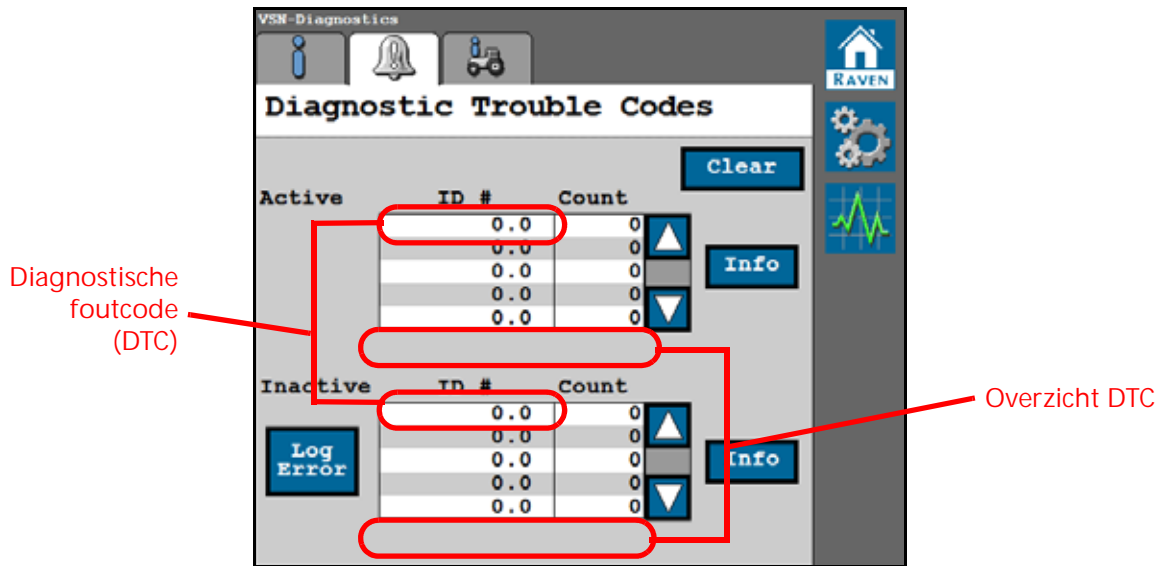 VSN-Diagnostics
RAVEN
Diagnostic Trouble Codes
Clear
Active ID # Count
0.0 0
0.0 0
0.0 0
0.0 0
0.0 0
Info
Diagnostische
foutcode
(DTC)
Inactive ID # Count
0.0 0
0.0 0
0.0 0
0.0 0
0.0 0
Log
Error
Info
Overzicht DTC